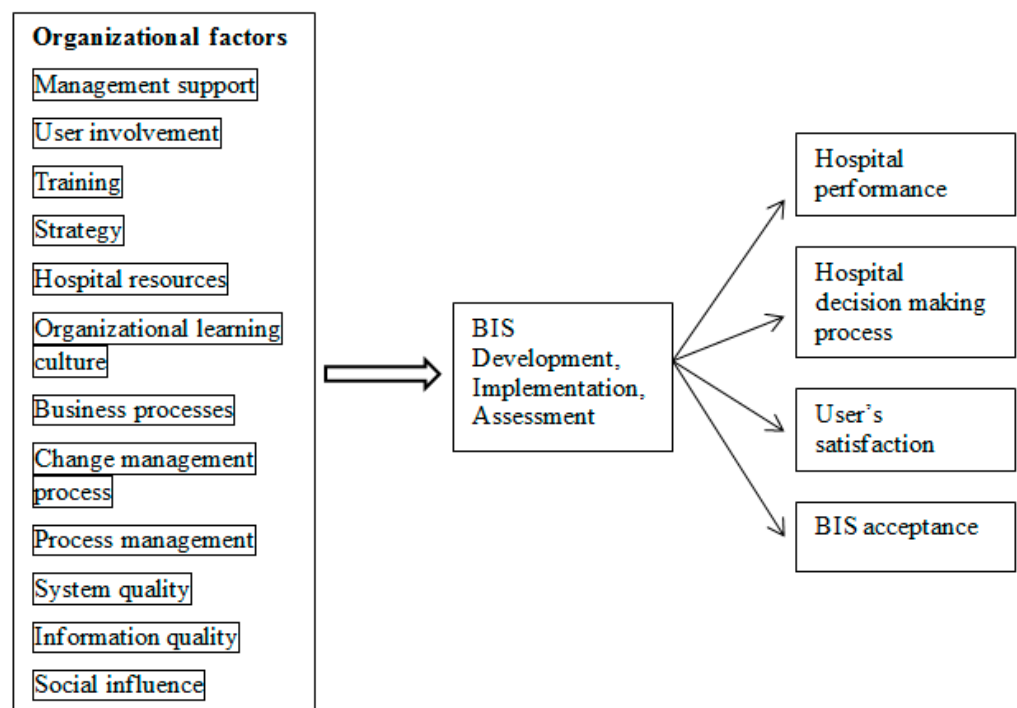 Organizational factors
Management support
User involvement
Training
Strategy
Hospital resources
Organizational learning
culture
Business processes
Change management
process
Process management
System quality
Information quality
Social influence
BIS
Development,
Implementation,
Assessment
Hospital
performance
Hospital
decision making
process
User’s
satisfaction
BIS acceptance